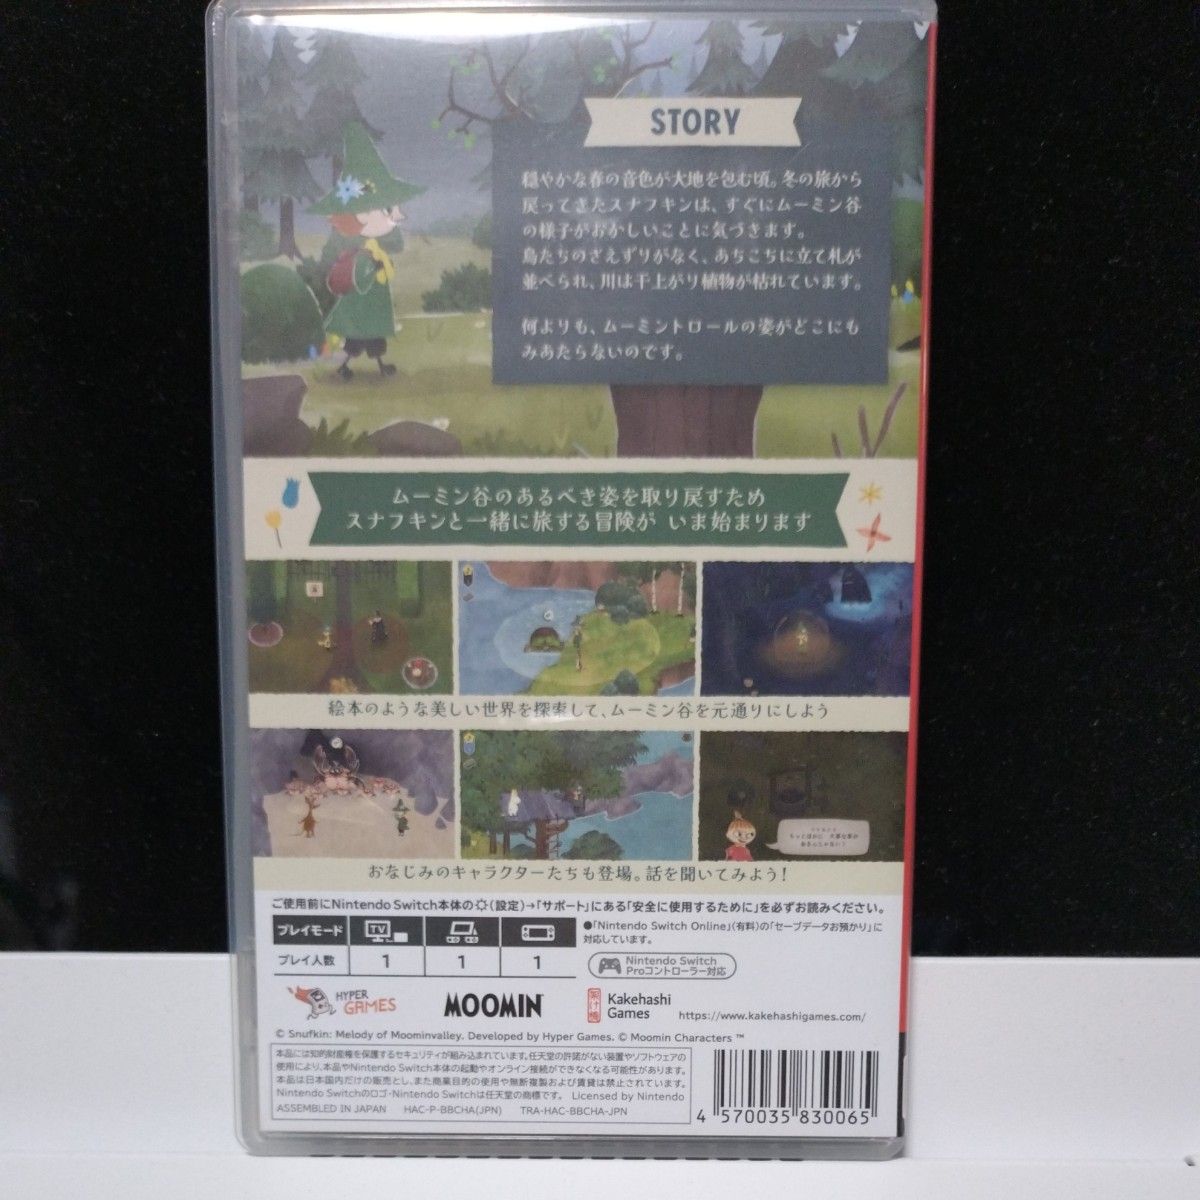 STORY
穏やかな春の音色が大地を包む頃。冬の旅から
戻ってきたスナフキンは、すぐにムーミン谷
の様子がおかしいことに気づきます。
鳥たちのさえずりがなく、あちこちに立て札が
並べられ、川は干上がり植物が枯れています。
何よりも、ムーミントロールの姿がどこにも
みあたらないのです。
ムーミン谷のあるべき姿を取り戻すため
スナフキンと一緒に旅する冒険が いま始まります
絵本のような美しい世界を探索して、ムーミン谷を元通りにしよう
おなじみのキャラクターたちも登場。話を聞いてみよう!
ご使用前にNintendo Switch本体の(設定)→「サポート」にある「安全に使用するために」を必ずお読みください。
プレイモード
TV
プレイ人数 1 1 1
●「Nintendo Switch Online」(有料)の「セーブデータお預かり」に
対応しています。
Nintendo Switch
Proコントローラー対応
HYPER
GAMES
MOOMIN
架け橋
Kakehashi
Games
https://www.kakehashigames.com/
© Snufkin: Melody of Moominvalley. Developed by Hyper Games. © Moomin Characters ™
本品には知的財産権を保護するセキュリティが組み込まれています。任天堂の許諾がない装置やソフトウェアの
使用により、本品やNintendo Switch本体の起動やオンライン接続ができなくなる可能性があります。
本品は日本国内だけの販売とし、また商業目的の使用や無断複製および賃貸は禁止されています。
Nintendo Switchのロゴ・Nintendo Switchは任天堂の商標です。 Licensed by Nintendo
ASSEMBLED IN JAPAN HAC-P-BBCHA(JPN) TRA-HAC-BBCHA-JPN
4 570035 830065